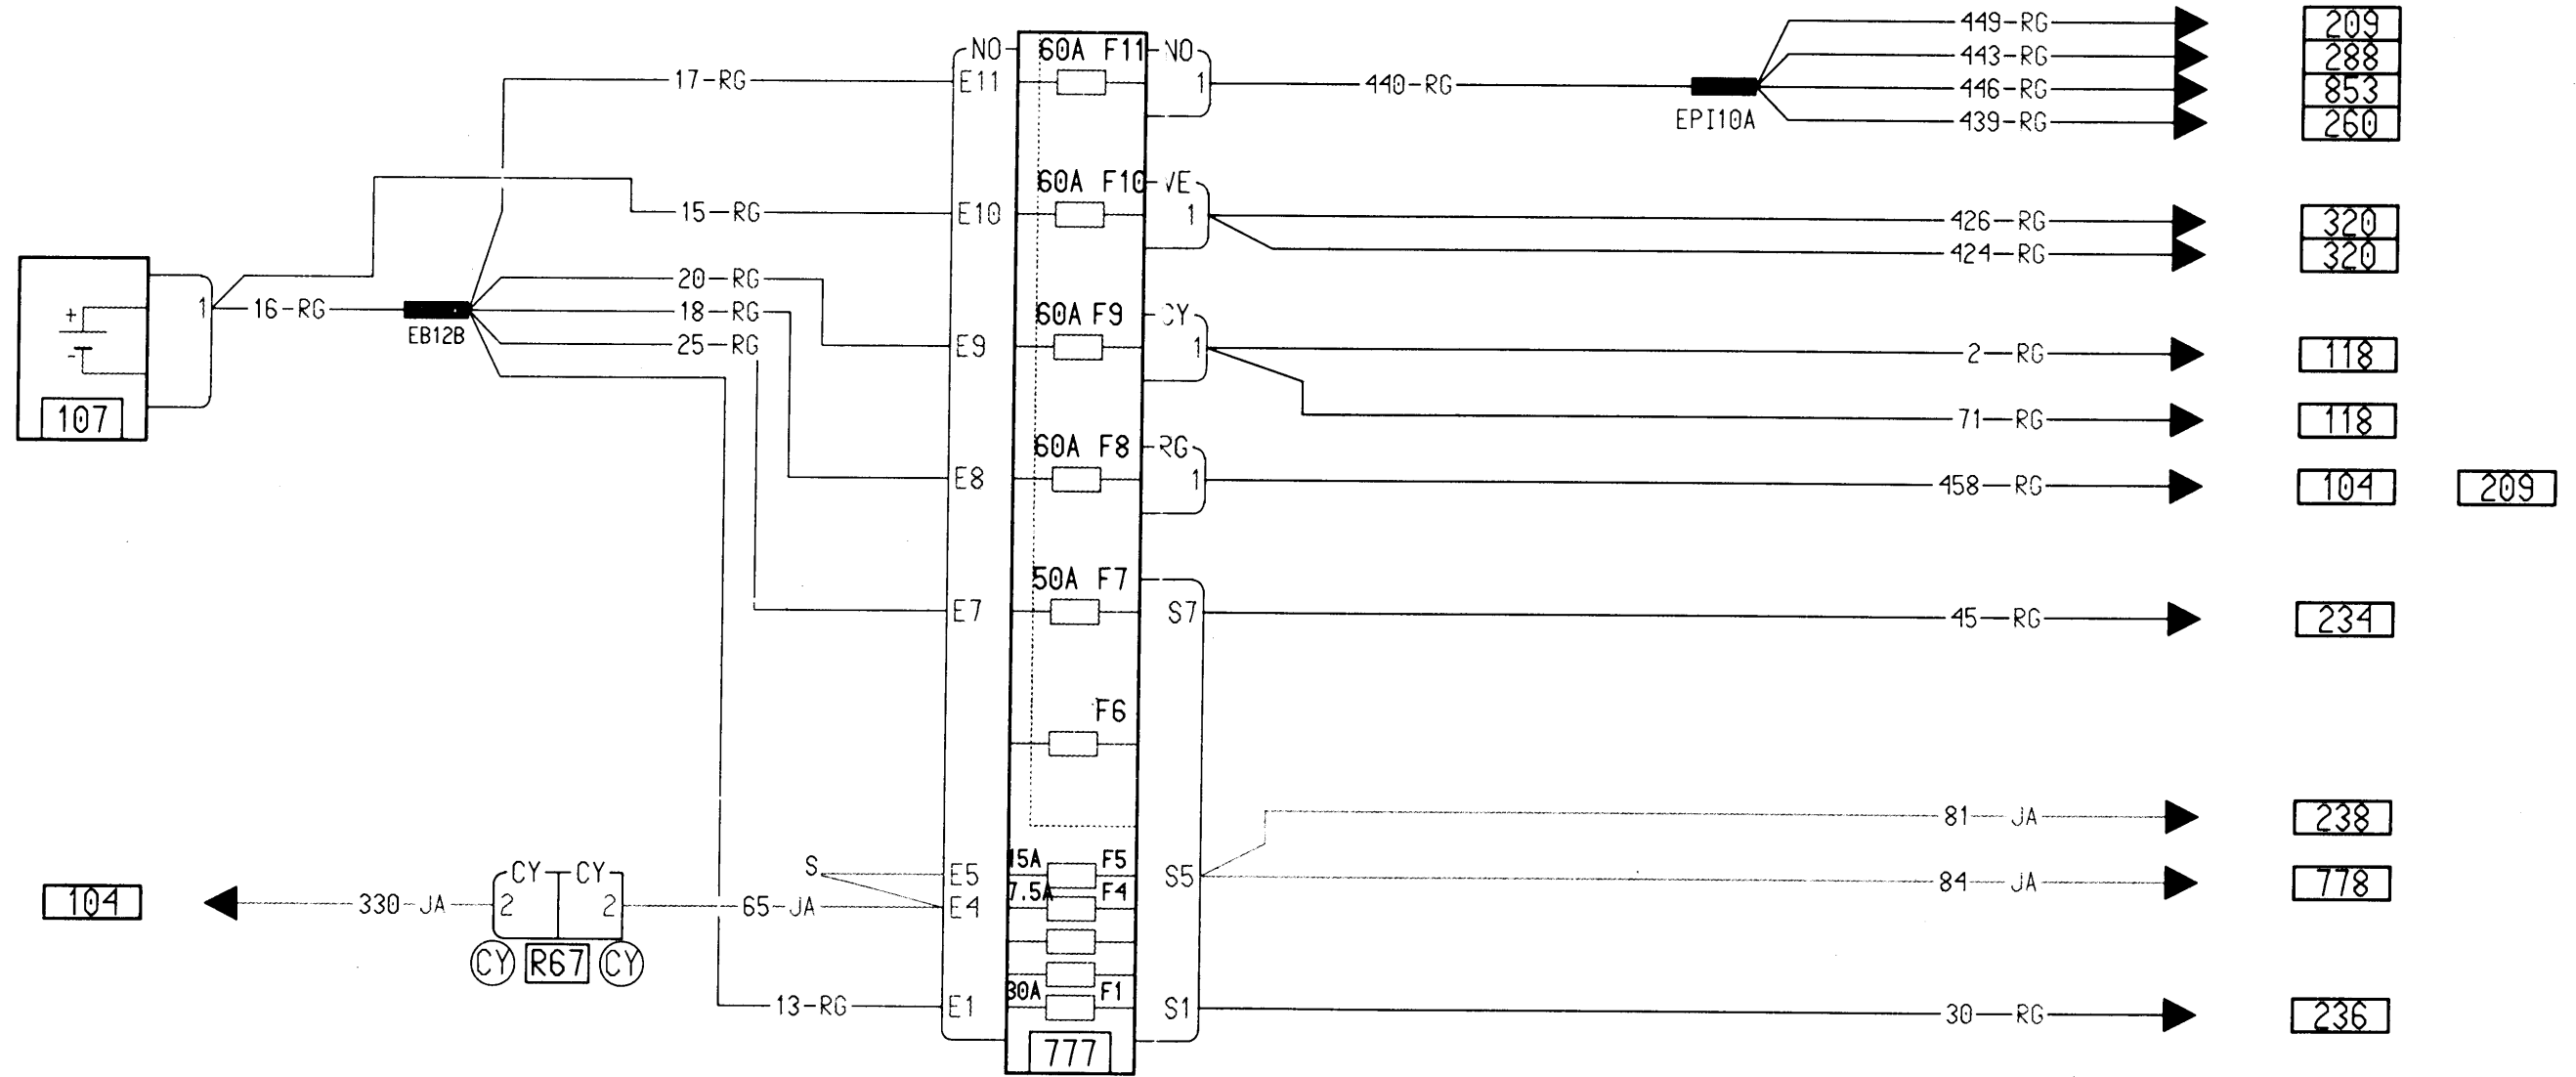 449-RG 209
443-RG 288
446-RG 853
439-RG 260
NO 60A F11 NO
17-RG E11 1 440-RG
EPI10A
60A F10 VE
15-RG E10 1 426-RG 320
424-RG 320
20-RG
1 16-RG 18-RG 60A F9 CY
+
-
EB12B
25-RG E9 1 2-RG 118
107
71-RG 118
60A F8 RG
E8 1 458-RG 104 209
50A F7
E7 S7 45-RG 234
F6
81-JA 238
S 15A F5
CY CY E5 S5 84-JA 778
7.5A F4
104 330-JA 2 2 65-JA E4
CY R67 CY
30A F1
13-RG E1 S1 30-RG 236
777